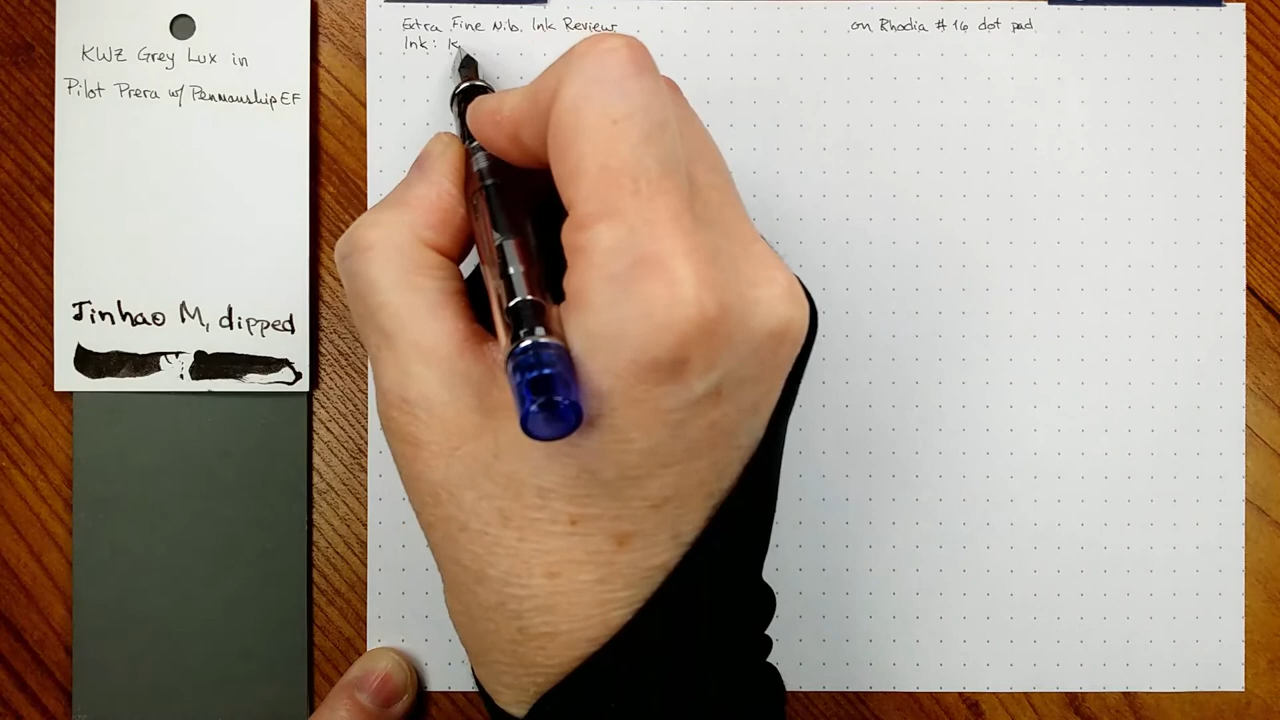 KWZ Grey Lux in
Pilot Prera w/ Penmanship EF
Jinhao M, dipped
Extra Fine Nib. Ink Review
on Rhodia # 16 dot pad
Ink: K